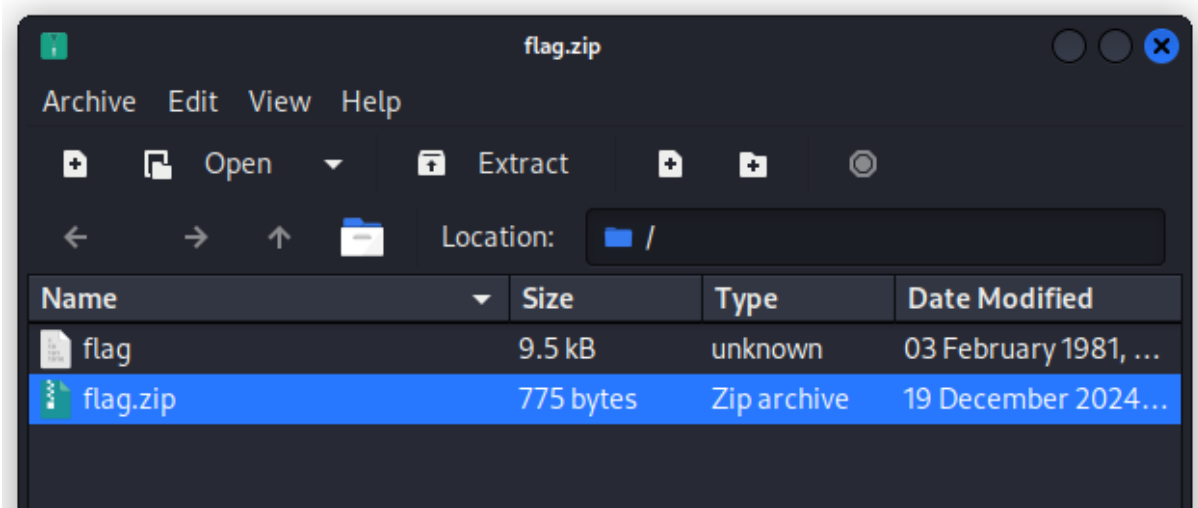 flag.zip
Archive Edit View Help
Open Extract
Location: /
Name Size Type Date Modified
flag 9.5 kB unknown 03 February 1981, ...
flag.zip 775 bytes Zip archive 19 December 2024...